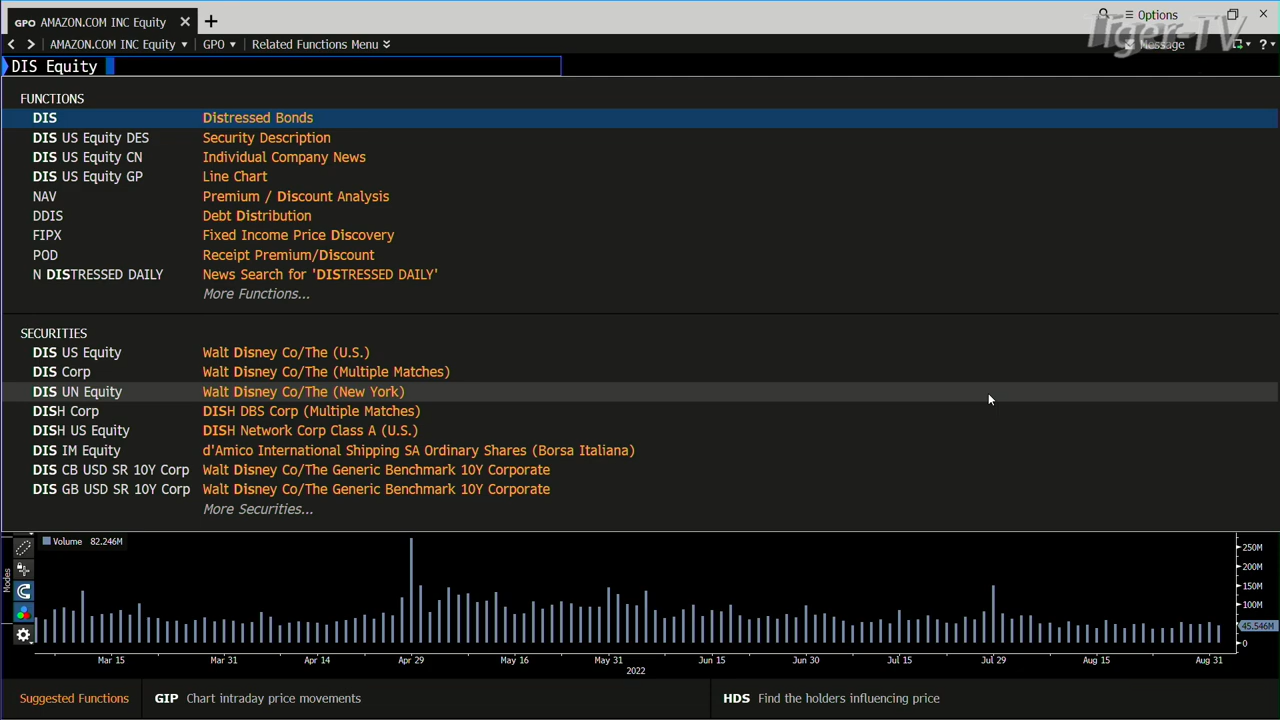 GPO AMAZON.COM INC Equity
Options
Tiger-TV
AMAZON.COM INC Equity GPO Related Functions Menu Message ?
DIS Equity
FUNCTIONS
DIS Distressed Bonds
DIS US Equity DES Security Description
DIS US Equity CN Individual Company News
DIS US Equity GP Line Chart
NAV Premium / Discount Analysis
DDIS Debt Distribution
FIPX Fixed Income Price Discovery
POD Receipt Premium/Discount
N DISTRESSED DAILY News Search for 'DISTRESSED DAILY'
More Functions...
SECURITIES
DIS US Equity Walt Disney Co/The (U.S.)
DIS Corp Walt Disney Co/The (Multiple Matches)
DIS UN Equity Walt Disney Co/The (New York)
DISH Corp DISH DBS Corp (Multiple Matches)
DISH US Equity DISH Network Corp Class A (U.S.)
DIS IM Equity d'Amico International Shipping SA Ordinary Shares (Borsa Italiana)
DIS CB USD SR 10Y Corp Walt Disney Co/The Generic Benchmark 10Y Corporate
DIS GB USD SR 10Y Corp Walt Disney Co/The Generic Benchmark 10Y Corporate
More Securities...
Modes
Volume 82.246M
250M
200M
150M
100M
45.546M
0
Mar 15 Mar 31 Apr 14 Apr 29 May 16 May 31 Jun 15 Jun 30 Jul 15 Jul 29 Aug 15 Aug 31
2022
Suggested Functions GIP Chart intraday price movements HDS Find the holders influencing price